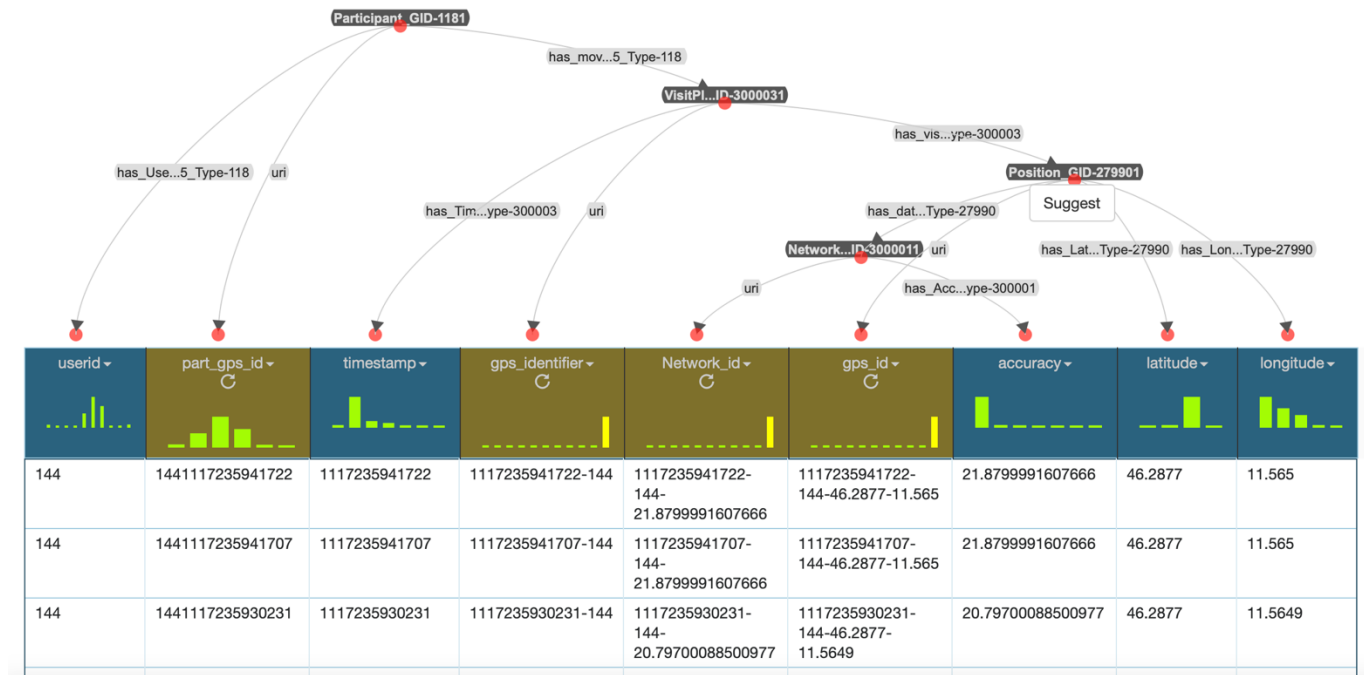 Participant_GID-1181
has_mov...5_Type-118
VisitPl...ID-3000031
has_vis...ype-300003
has_Use...5_Type-118
uri
Position_GID-279901
Suggest
has_Tim...ype-300003
uri
has_dat...Type-27990
Network...ID-3000011
uri
has_Lat...Type-27990
has_Lon...Type-27990
uri
has_Acc...ype-300001
userid
part_gps_id
timestamp
gps_identifier
Network_id
gps_id
accuracy
latitude
longitude
144
1441117235941722
1117235941722
1117235941722-144
1117235941722-
144-
21.8799991607666
1117235941722-
144-46.2877-11.565
21.8799991607666
46.2877
11.565
144
1441117235941707
1117235941707
1117235941707-144
1117235941707-
144-
21.8799991607666
1117235941707-
144-46.2877-11.565
21.8799991607666
46.2877
11.565
144
1441117235930231
1117235930231
1117235930231-144
1117235930231-
144-
20.79700088500977
1117235930231-
144-46.2877-
11.5649
20.79700088500977
46.2877
11.5649